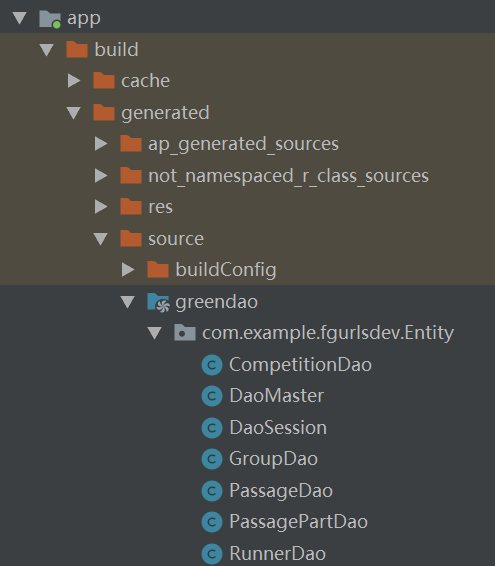 app
build
cache
generated
ap_generated_sources
not_namespaced_r_class_sources
res
source
buildConfig
greendao
com.example.fgurlsdev.Entity
CompetitionDao
DaoMaster
DaoSession
GroupDao
PassageDao
PassagePartDao
RunnerDao